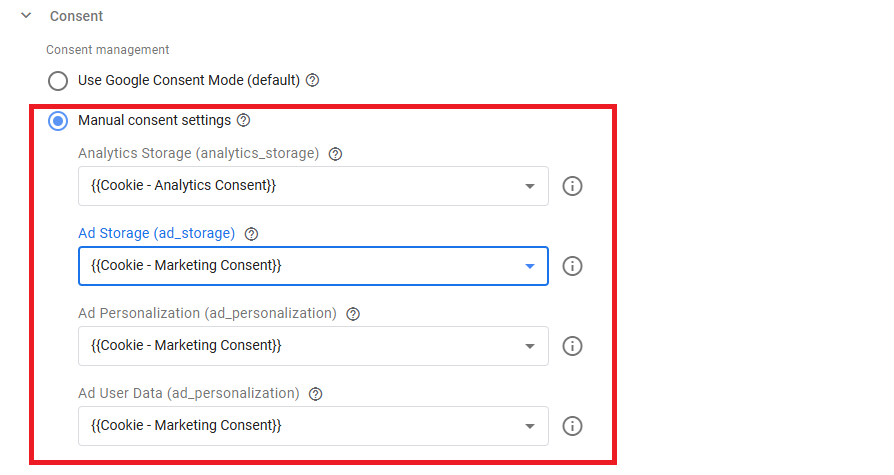 Consent
Consent management
Use Google Consent Mode (default)
Manual consent settings
Analytics Storage (analytics_storage)
{{Cookie - Analytics Consent}}
Ad Storage (ad_storage)
{{Cookie - Marketing Consent}}
Ad Personalization (ad_personalization)
{{Cookie - Marketing Consent}}
Ad User Data (ad_personalization)
{{Cookie - Marketing Consent}}